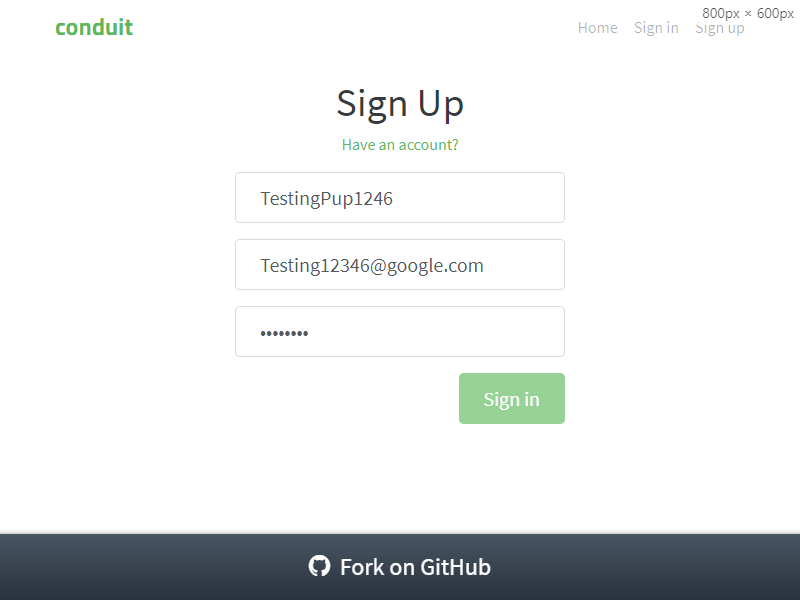 conduit
Home Sign in Sign up
800px × 600px
Sign Up
Have an account?
TestingPup1246
Testing12346@google.com
••••••••
Sign in
Fork on GitHub